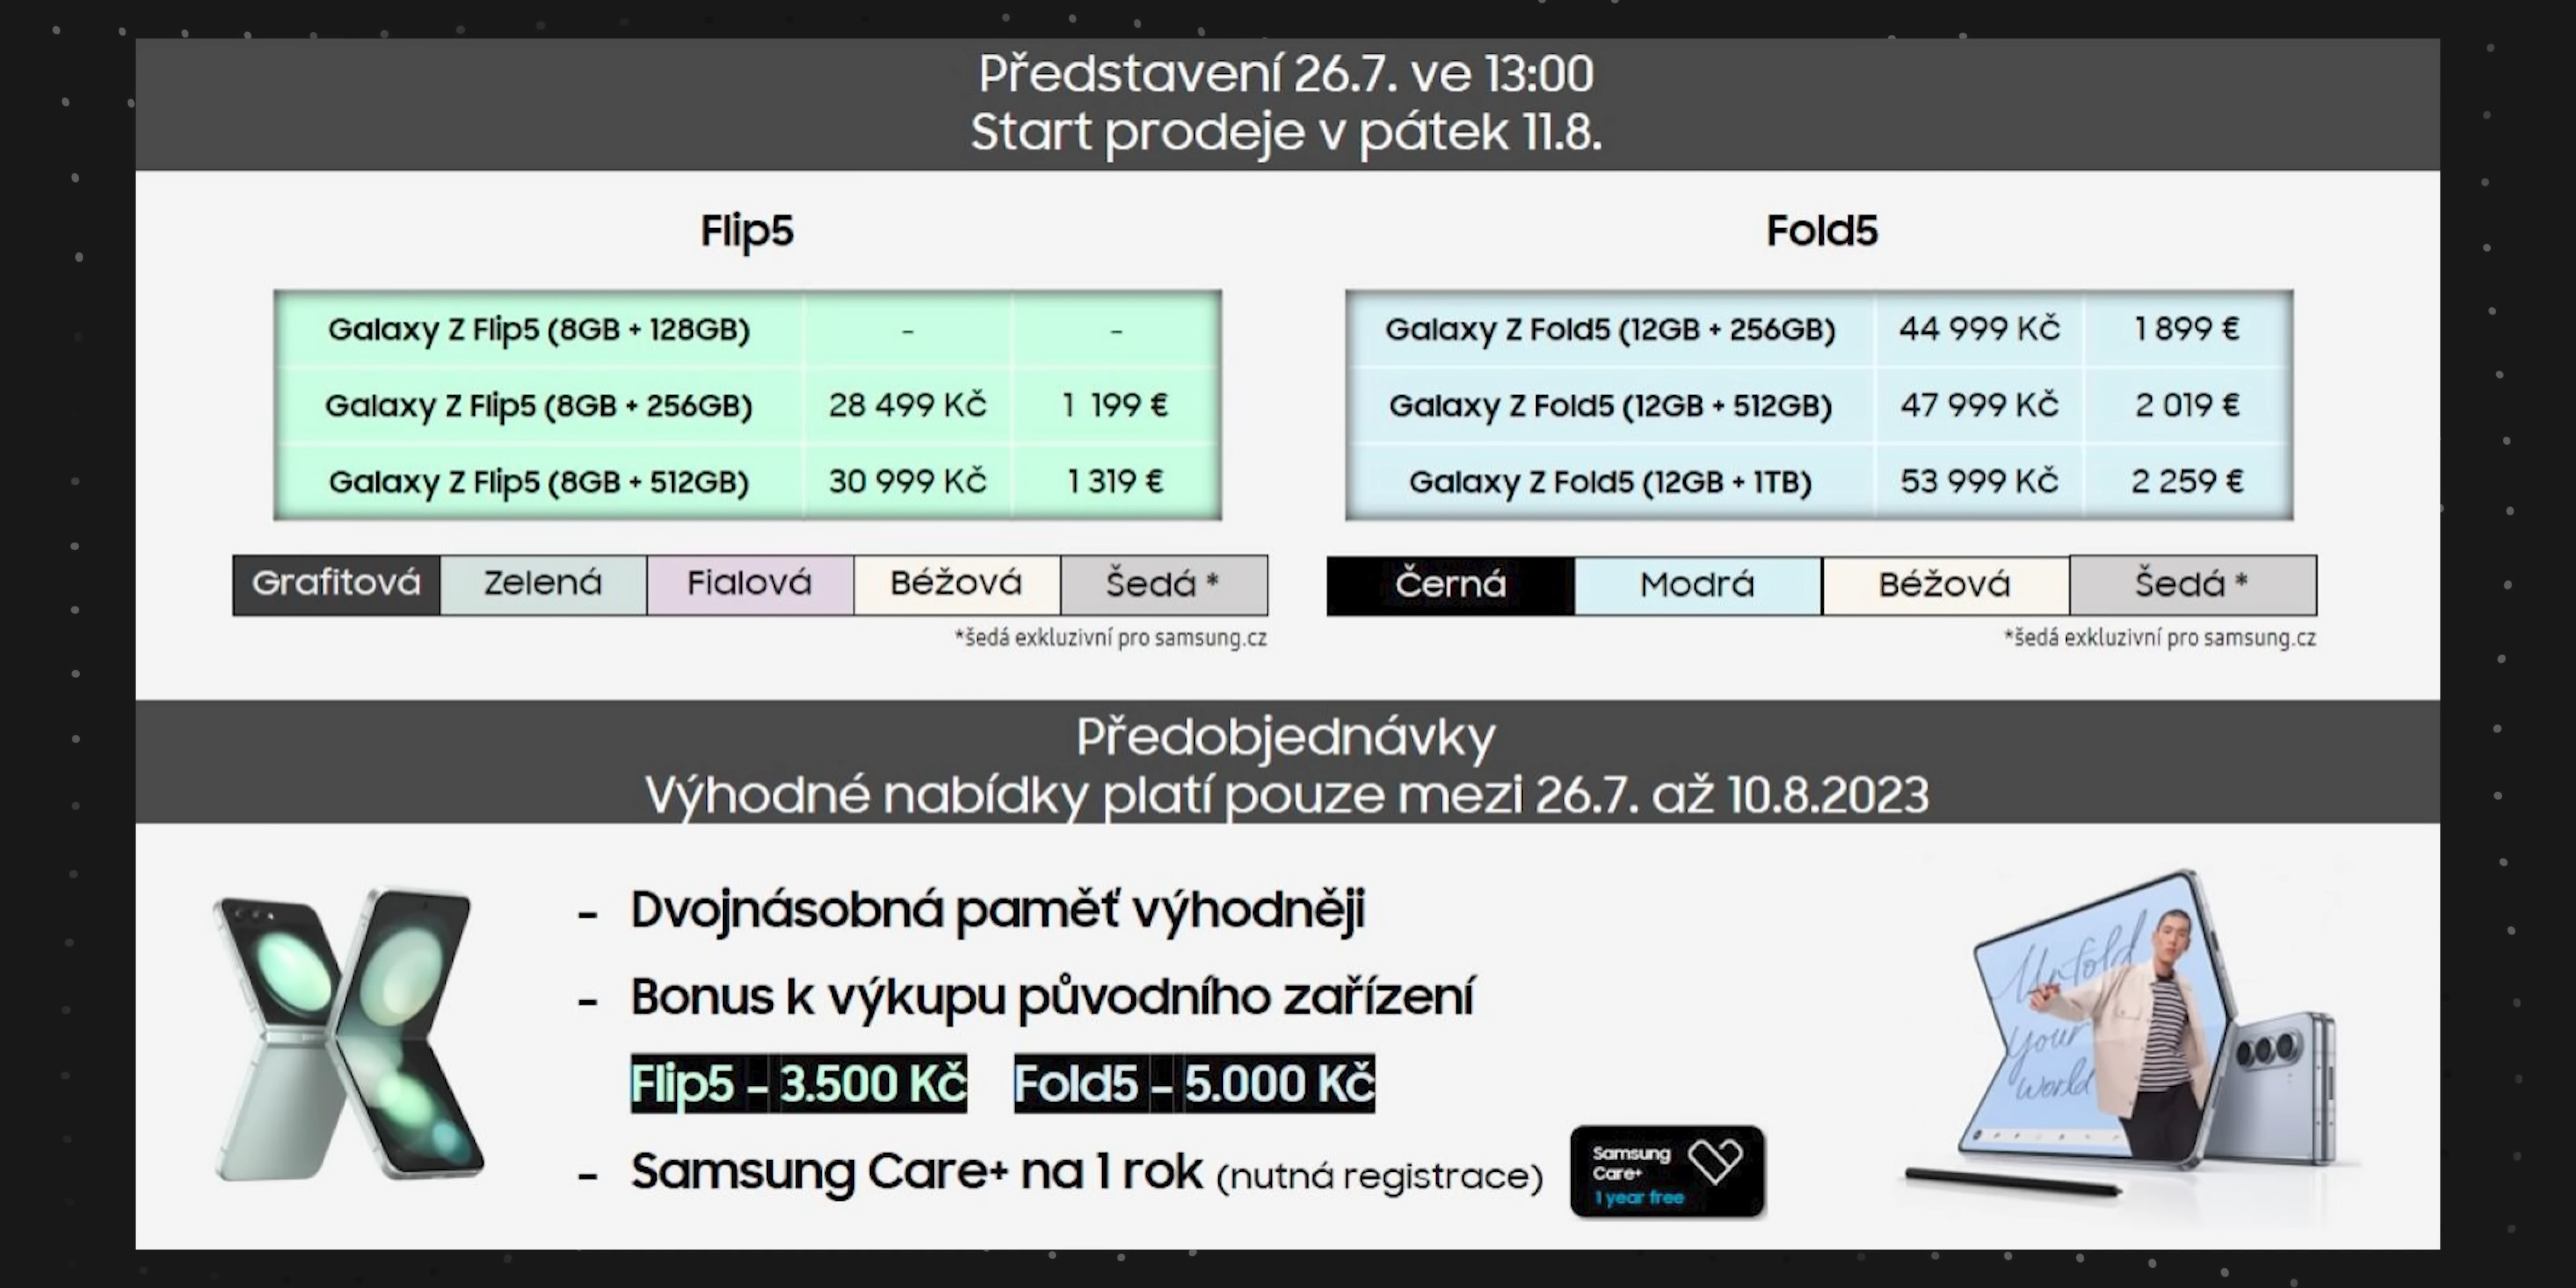 Představení 26.7. ve 13:00
Start prodeje v pátek 11.8.
Flip5
Galaxy Z Flip5 (8GB + 128GB) - -
Galaxy Z Flip5 (8GB + 256GB) 28 499 Kč 1 199 €
Galaxy Z Flip5 (8GB + 512GB) 30 999 Kč 1 319 €
Grafitová Zelená Fialová Béžová Šedá *
*šedá exkluzivní pro samsung.cz
Fold5
Galaxy Z Fold5 (12GB + 256GB) 44 999 Kč 1 899 €
Galaxy Z Fold5 (12GB + 512GB) 47 999 Kč 2 019 €
Galaxy Z Fold5 (12GB + 1TB) 53 999 Kč 2 259 €
Černá Modrá Béžová Šedá *
*šedá exkluzivní pro samsung.cz
Předobjednávky
Výhodné nabídky platí pouze mezi 26.7. až 10.8.2023
- Dvojnásobná paměť výhodněji
- Bonus k výkupu původního zařízení
Flip5 – 3.500 Kč Fold5 – 5.000 Kč
- Samsung Care+ na 1 rok (nutná registrace)
Samsung
Care+
1 year free
Unfold
your
world